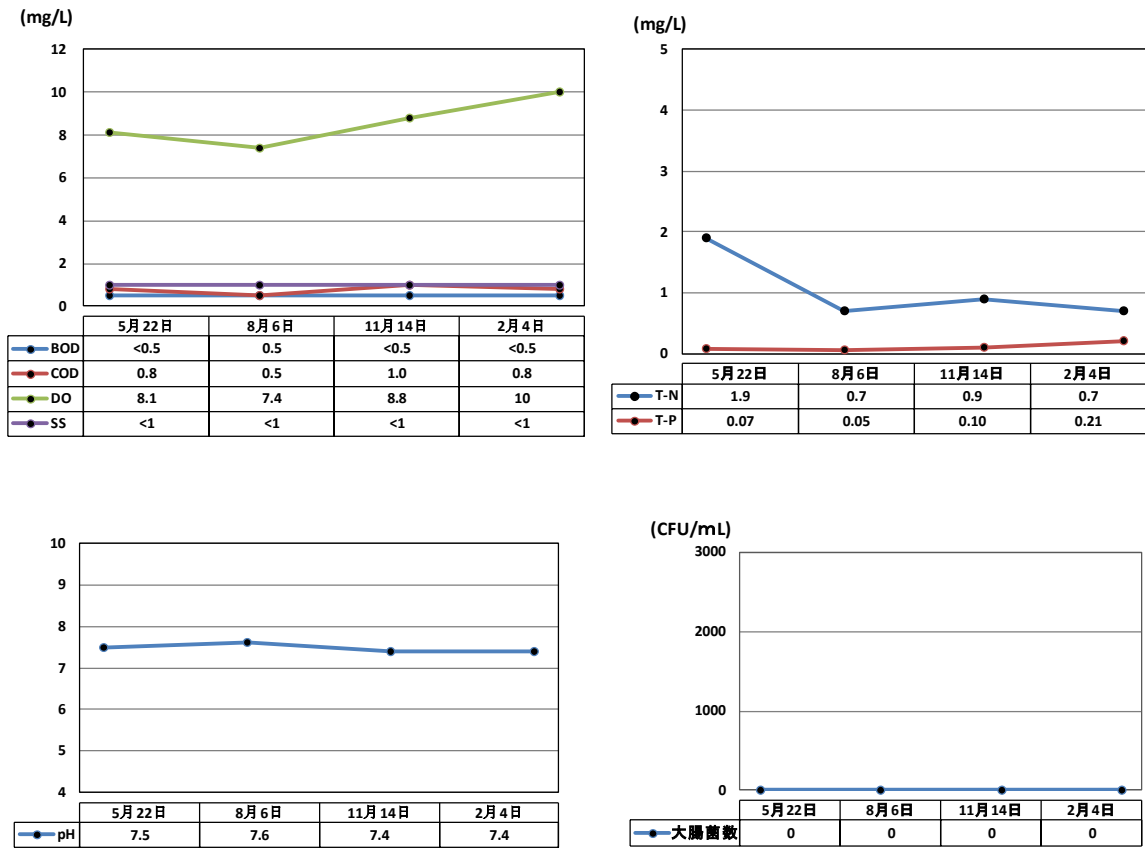 (mg/L)
12
10
8
6
4
2
0
5月22日 8月6日 11月14日 2月4日
BOD <0.5 0.5 <0.5 <0.5
COD 0.8 0.5 1.0 0.8
DO 8.1 7.4 8.8 10
SS <1 <1 <1 <1
(mg/L)
5
4
3
2
1
0
5月22日 8月6日 11月14日 2月4日
T-N 1.9 0.7 0.9 0.7
T-P 0.07 0.05 0.10 0.21
10
9
8
7
6
5
4
5月22日 8月6日 11月14日 2月4日
pH 7.5 7.6 7.4 7.4
(CFU/mL)
3000
2000
1000
0
5月22日 8月6日 11月14日 2月4日
大腸菌数 0 0 0 0